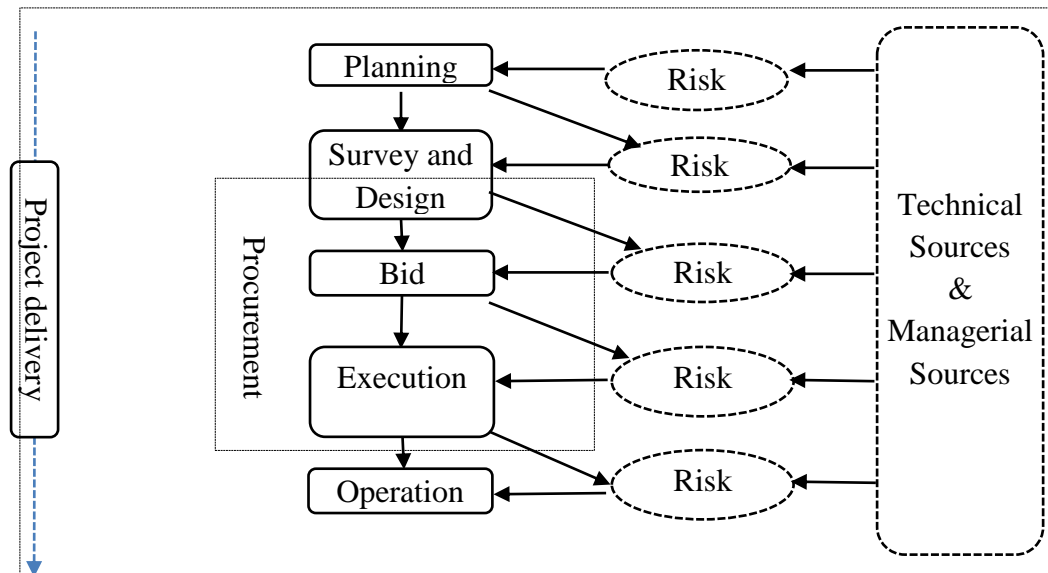 Planning
Risk
Survey and
Design
Risk
Project delivery
Procurement
Technical
Sources
&
Managerial
Sources
Bid
Risk
Execution
Risk
Operation
Risk